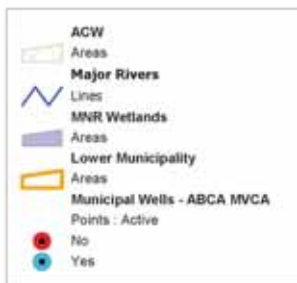 ACW
Areas
Major Rivers
Lines
MNR Wetlands
Areas
Lower Municipality
Areas
Municipal Wells - ABCA MVCA
Points : Active
No
Yes